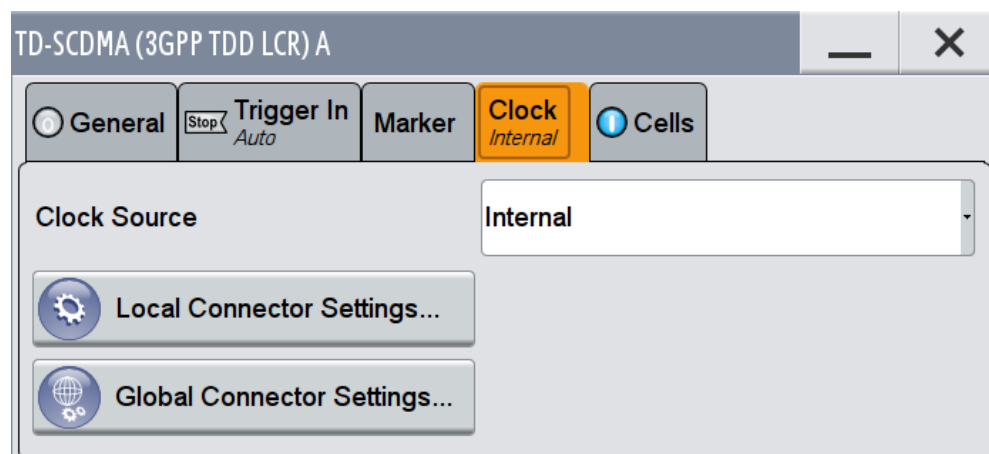 TD-SCDMA (3GPP TDD LCR) A
General
Stop
Trigger In
Auto
Marker
Clock
Internal
Cells
Clock Source
Internal
Local Connector Settings...
Global Connector Settings...